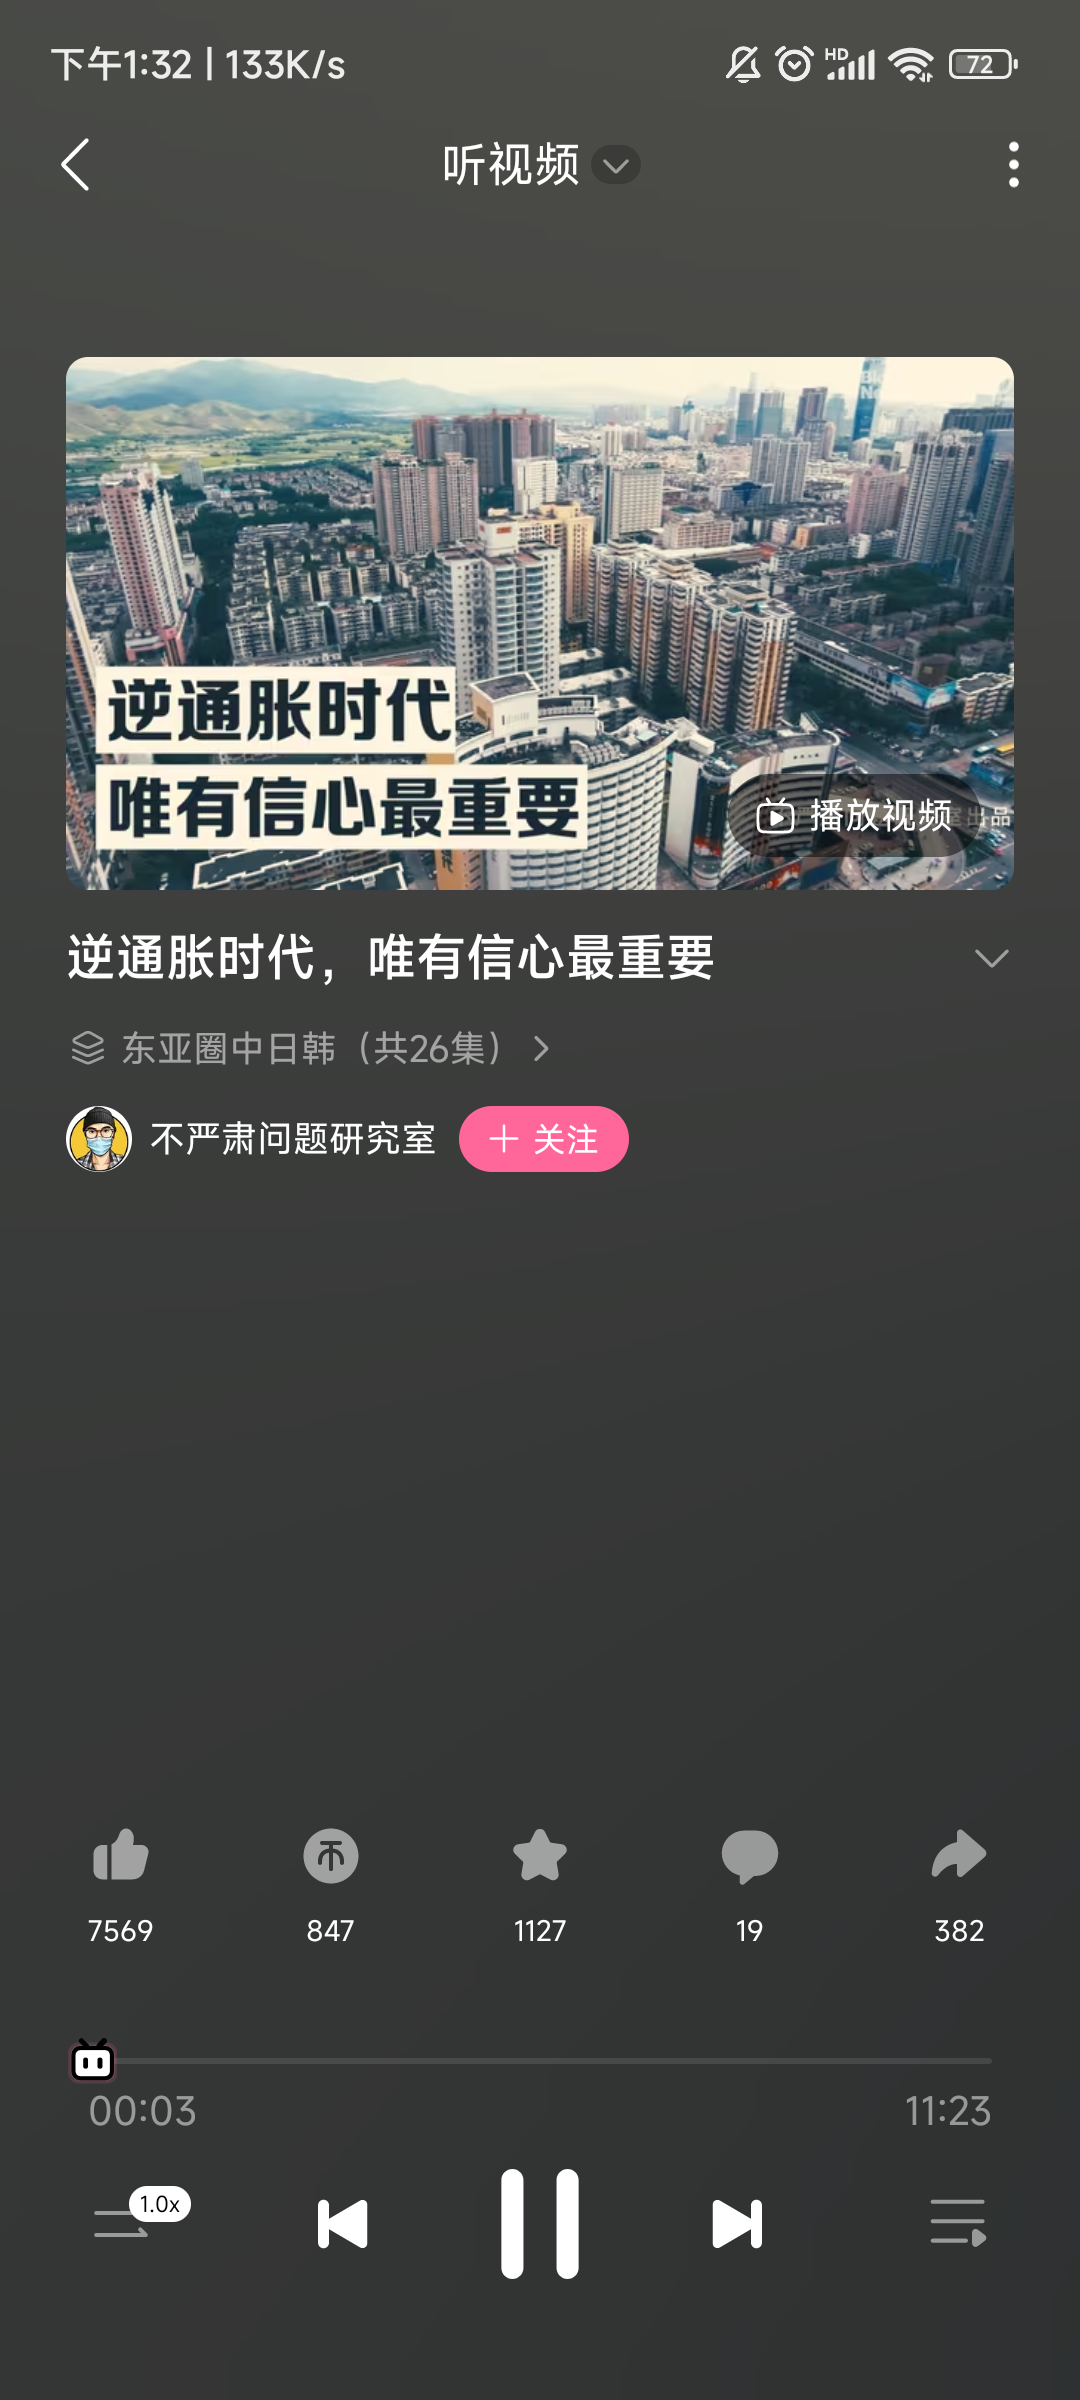 下午1:32 | 133K/s
HD
72
听视频
逆通胀时代
唯有信心最重要
播放视频
出品
逆通胀时代，唯有信心最重要
东亚圈中日韩（共26集）
不严肃问题研究室
关注
7569
847
1127
19
382
00:03
11:23
1.0x